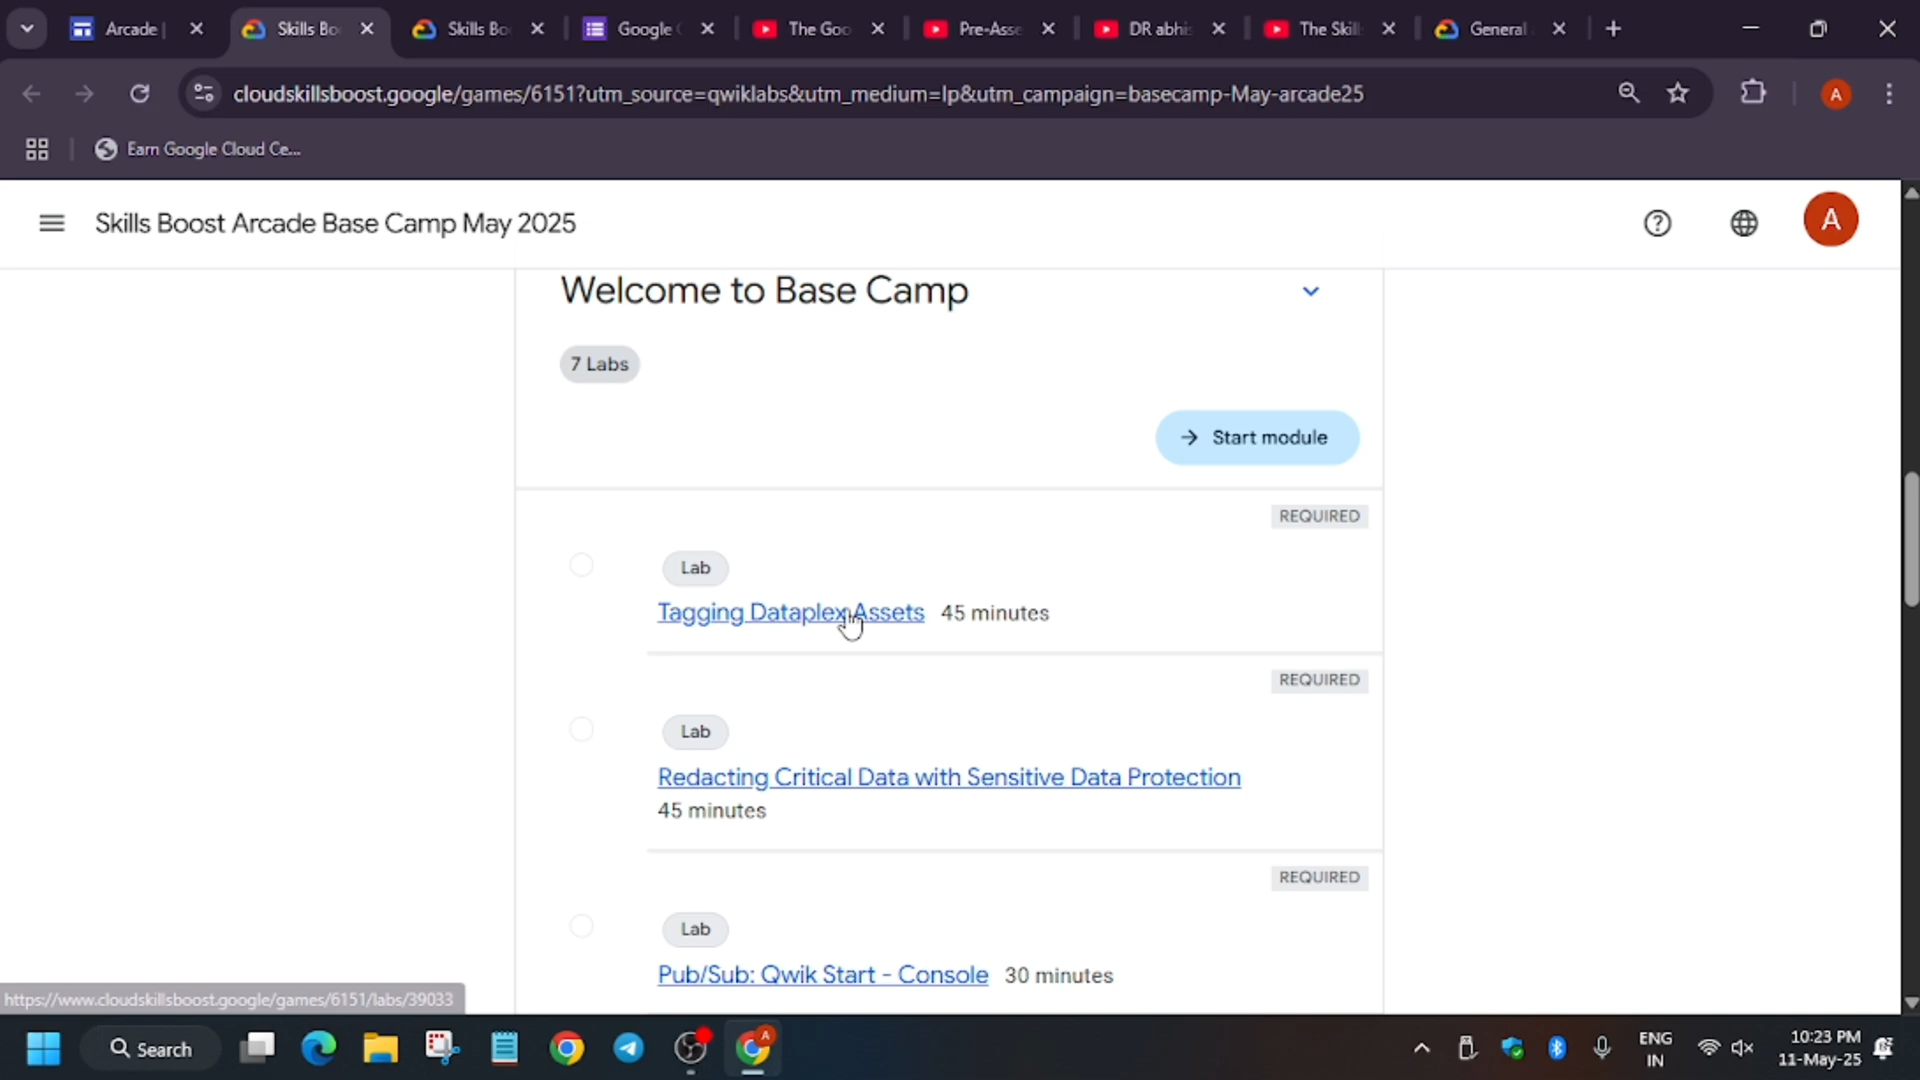 Arcade |
Skills Bo
Skills Bo
Google
The Goo
Pre-Asse
DR abhis
The Skill
General
cloudskillsboost.google/games/6151?utm_source=qwiklabs&utm_medium=lp&utm_campaign=basecamp-May-arcade25
A
Earn Google Cloud Ce...
Skills Boost Arcade Base Camp May 2025
A
Welcome to Base Camp
7 Labs
Start module
REQUIRED
Lab
Tagging Dataplex Assets 45 minutes
REQUIRED
Lab
Redacting Critical Data with Sensitive Data Protection
45 minutes
REQUIRED
Lab
Pub/Sub: Qwik Start - Console 30 minutes
https://www.cloudskillsboost.google/games/6151/labs/39033
Search
A
ENG
IN
10:23 PM
11-May-25